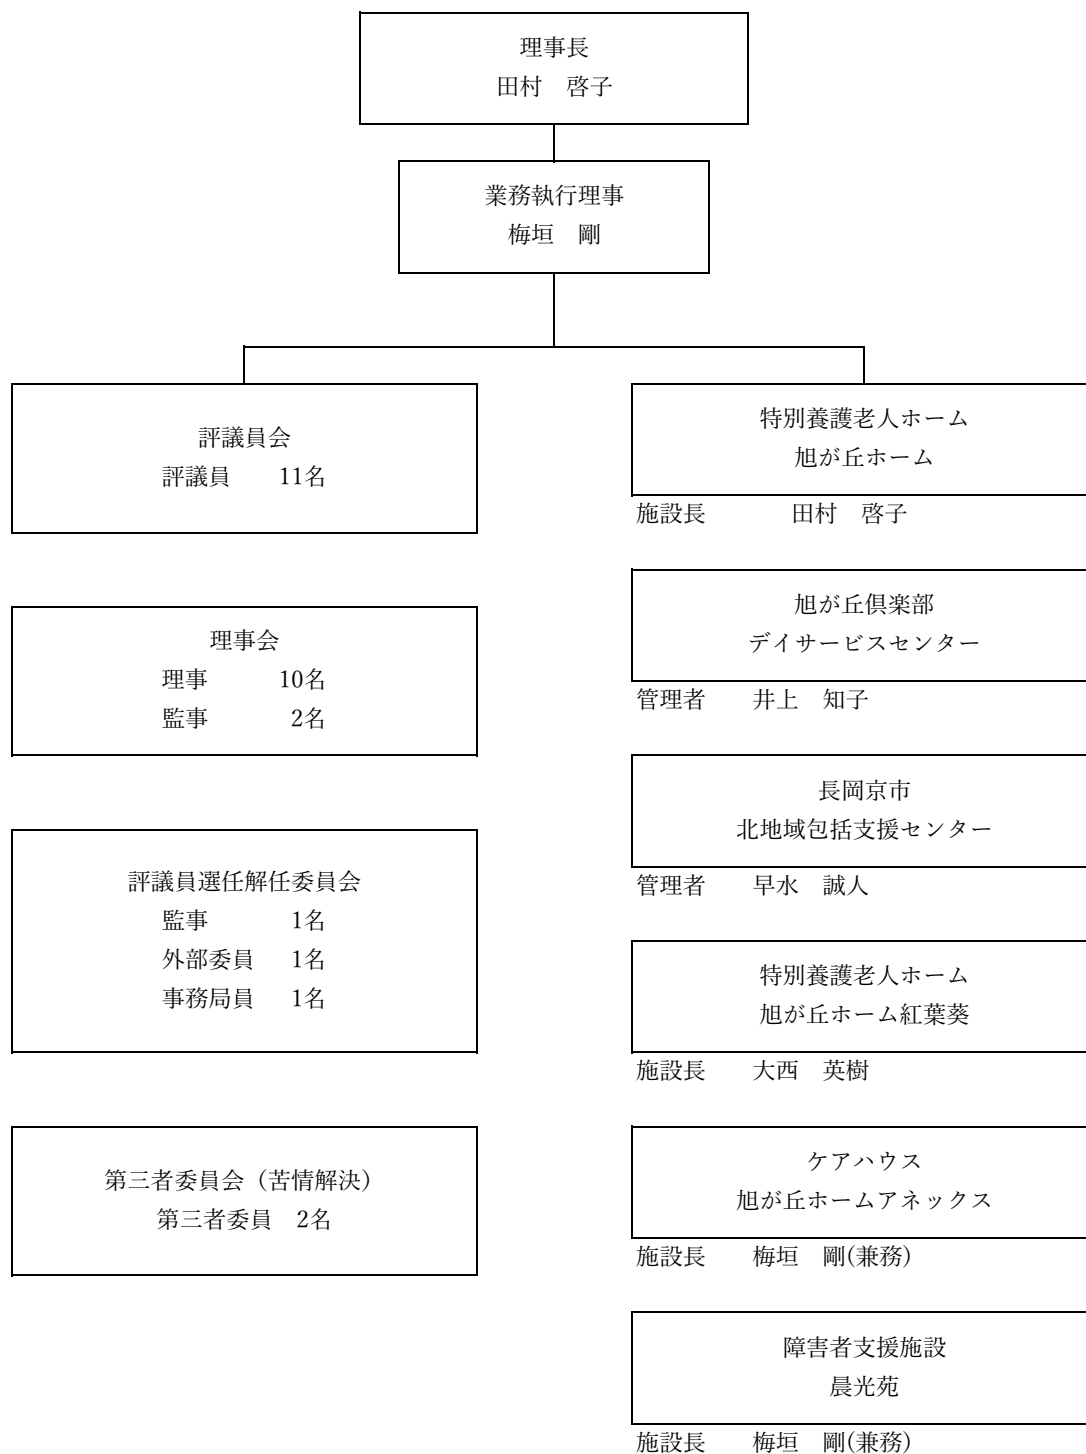 理事長
田村　啓子
業務執行理事
梅垣　剛
評議員会
評議員　　11名
理事会
理事　　　10名
監事　　　2名
評議員選任解任委員会
監事　　　1名
外部委員　1名
事務局員　1名
第三者委員会（苦情解決）
第三者委員　2名
特別養護老人ホーム
旭が丘ホーム
施設長　　　田村　啓子
旭が丘倶楽部
デイサービスセンター
管理者　　井上　知子
長岡京市
北地域包括支援センター
管理者　　早水　誠人
特別養護老人ホーム
旭が丘ホーム紅葉葵
施設長　　大西　英樹
ケアハウス
旭が丘ホームアネックス
施設長　　梅垣　剛(兼務)
障害者支援施設
晨光苑
施設長　　梅垣　剛(兼務)